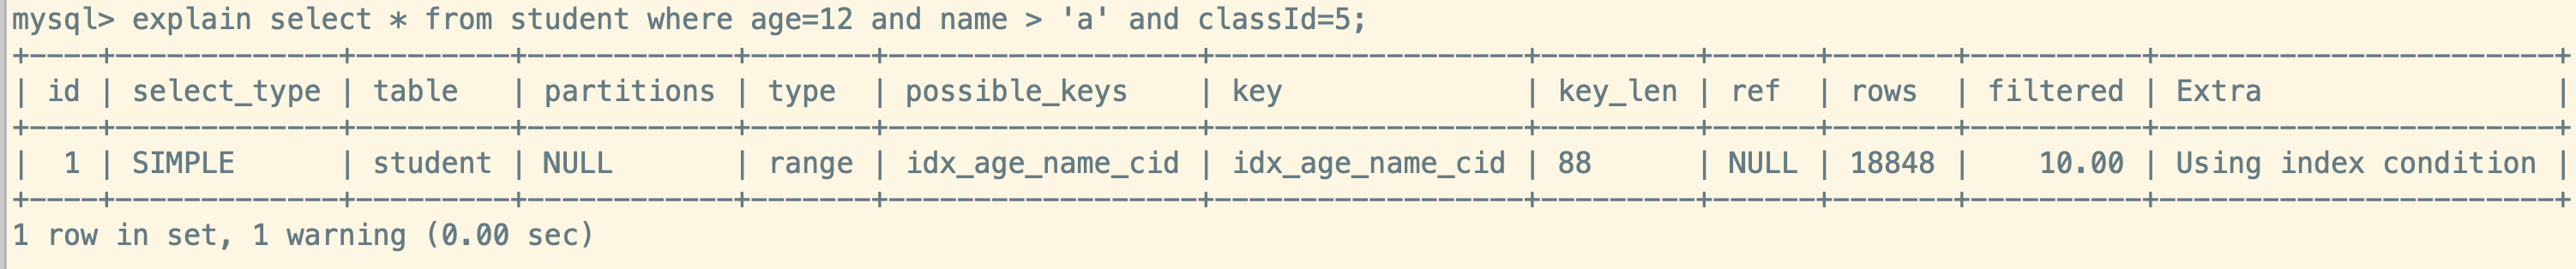 mysql> explain select * from student where age=12 and name > 'a' and classId=5;
+----+-------------+---------+------------+-------+------------------+------------------+---------+------+-------+----------+-----------------------+
| id | select_type | table   | partitions | type  | possible_keys    | key              | key_len | ref  | rows  | filtered | Extra                 |
+----+-------------+---------+------------+-------+------------------+------------------+---------+------+-------+----------+-----------------------+
|  1 | SIMPLE      | student | NULL       | range | idx_age_name_cid | idx_age_name_cid | 88      | NULL | 18848 |    10.00 | Using index condition |
+----+-------------+---------+------------+-------+------------------+------------------+---------+------+-------+----------+-----------------------+
1 row in set, 1 warning (0.00 sec)